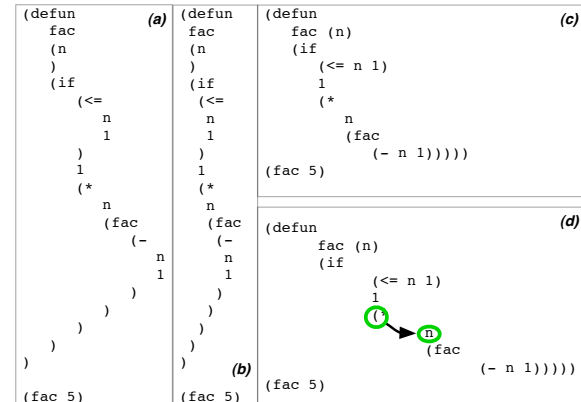 (defun
fac
(n
)
(if
(<=
n
1
)
1
(*
n
(fac
(-
n
1
)
)
)
)
)
(fac 5)
(a)
(defun
fac
(n
)
(if
(<=
n
1
)
1
(*
n
(fac
(-
n
1
)
)
)
)
)
(fac 5)
(b)
(defun
fac (n)
(if
(<= n 1)
1
(*
n
(fac
(- n 1)))))
(fac 5)
(c)
(defun
fac (n)
(if
(<= n 1)
1
(*
n
(fac
(- n 1)))))
(fac 5)
(d)